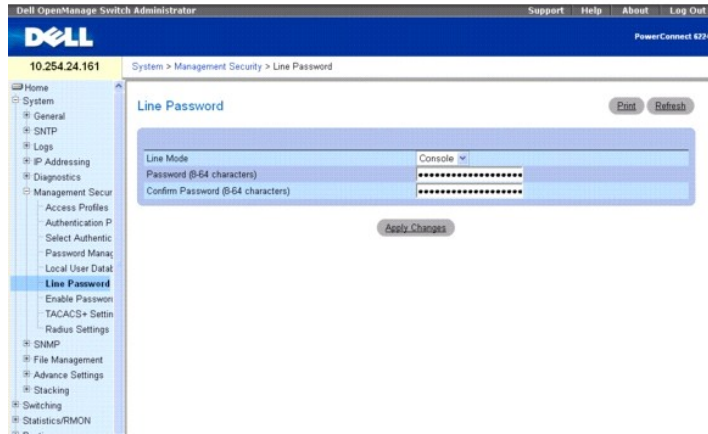 Dell OpenManage Switch Administrator Support Help About Log Out
DELL
PowerConnect 6224
10.254.24.161
System > Management Security > Line Password
Home
System
General
SNTP
Logs
IP Addressing
Diagnostics
Management Secur
Access Profiles
Authentication P
Select Authentic
Password Manag
Local User Datab
Line Password
Enable Passwor
TACACS+ Settin
Radius Settings
SNMP
File Management
Advance Settings
Stacking
Switching
Statistics/RMON
Line Password
Print Refresh
Line Mode Console
Password (8-64 characters)
Confirm Password (8-64 characters)
Apply Changes